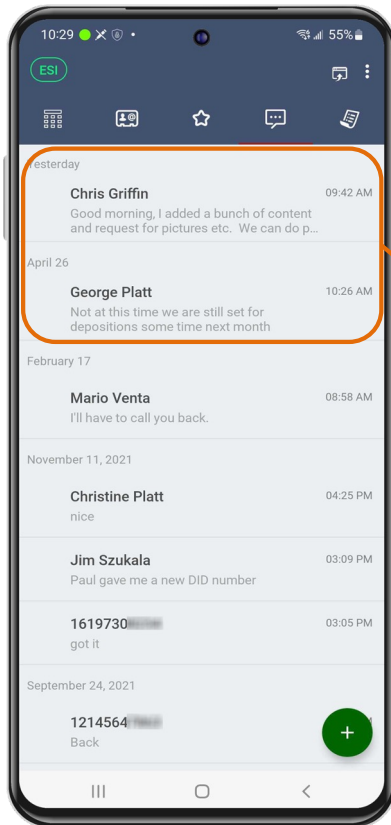 10:29
55%
ESI
Yesterday
Chris Griffin
09:42 AM
Good morning, I added a bunch of content
and request for pictures etc. We can do p...
April 26
George Platt
10:26 AM
Not at this time we are still set for
depositions some time next month
February 17
Mario Venta
08:58 AM
I'll have to call you back.
November 11, 2021
Christine Platt
04:25 PM
nice
Jim Szukala
03:09 PM
Paul gave me a new DID number
1619730
03:05 PM
got it
September 24, 2021
1214564
Back